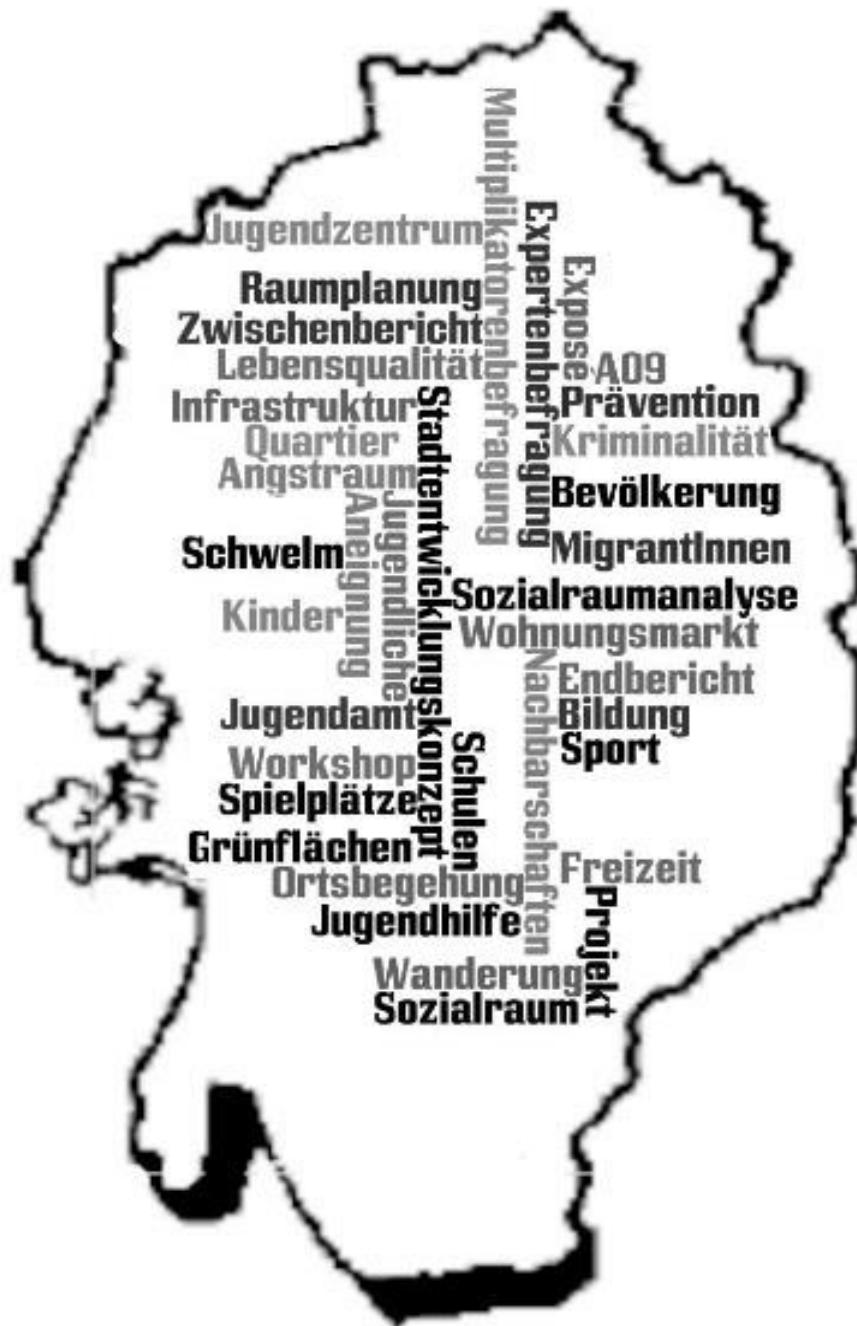 Multiplikatorenbefragung
Expertenbefragung
Jugendzentrum
Expose
Raumplanung
Zwischenbericht
Lebensqualität
A09
Infrastruktur
Stadtentwicklungskonzept
Prävention
Quartier
Kriminalität
Angstraum
Bevölkerung
Jugendliche
Aneignung
Schwelm
MigrantInnen
Sozialraumanalyse
Kinder
Wohnungsmarkt
Nachbarschaften
Endbericht
Jugendamt
Bildung
Schulen
Sport
Workshop
Spielplätze
Grünflächen
Freizeit
Ortsbegehung
Projekt
Jugendhilfe
Wanderung
Sozialraum